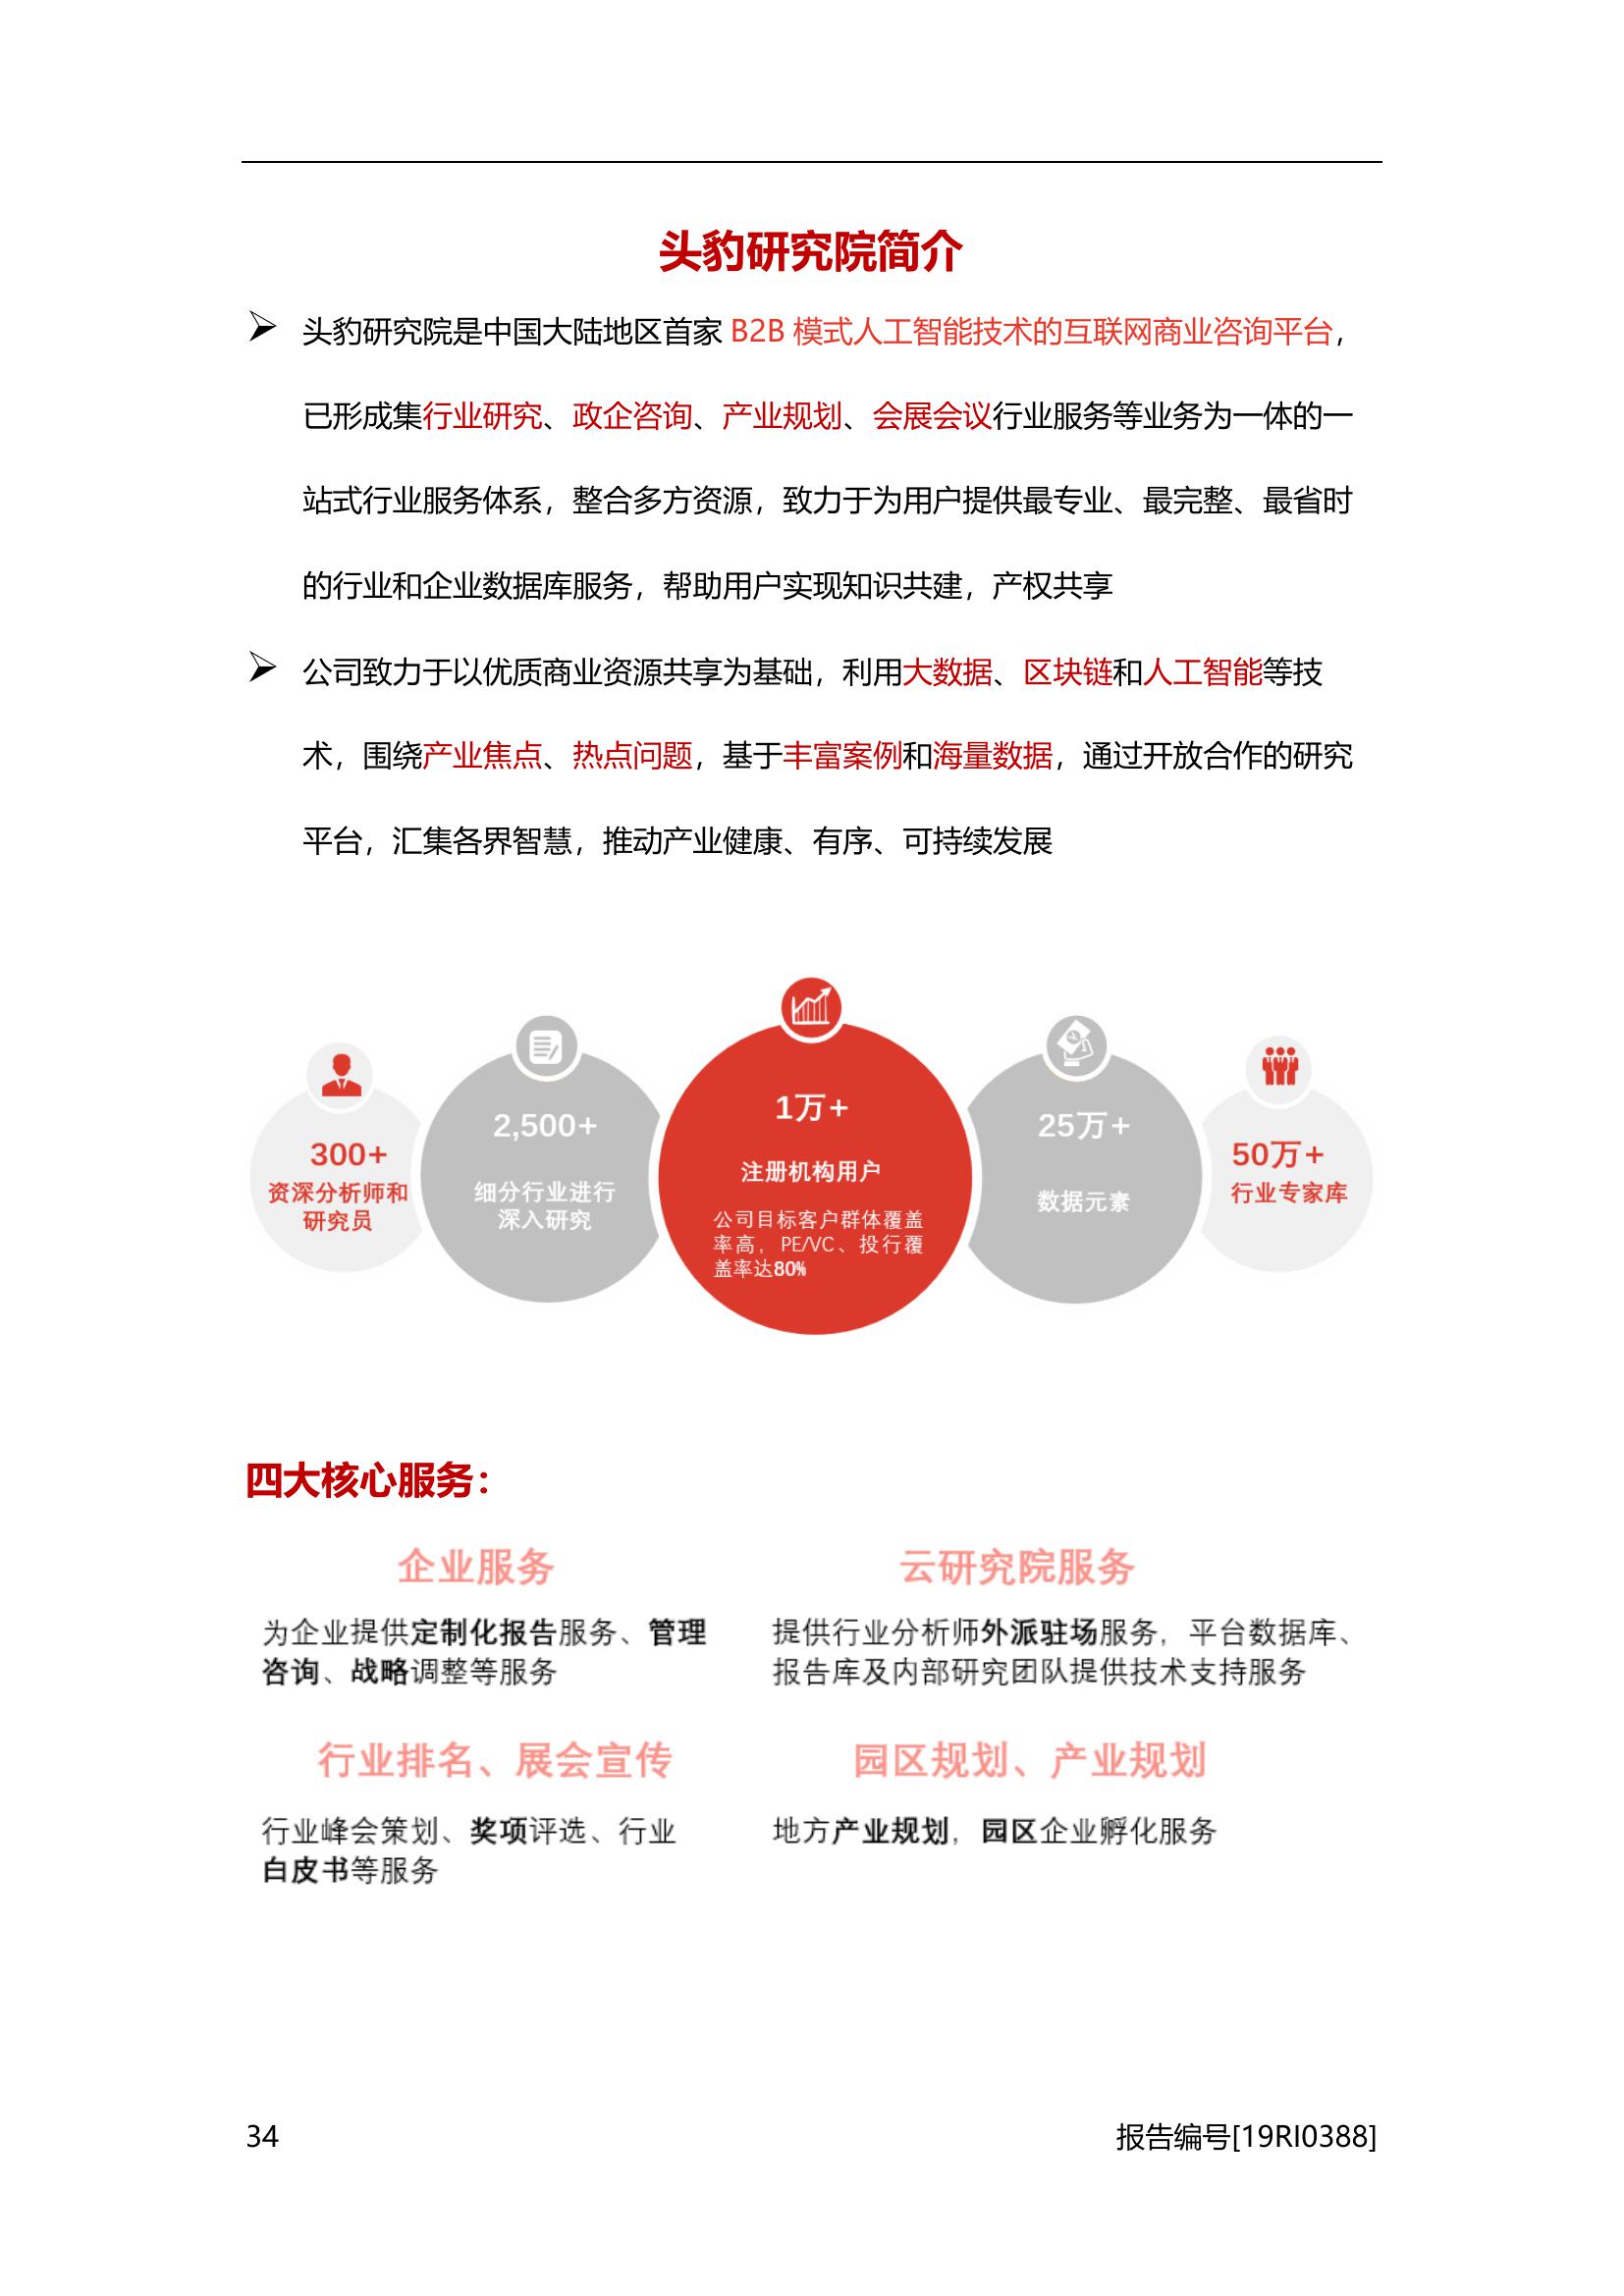 头豹研究院简介
头豹研究院是中国大陆地区首家 B2B 模式人工智能技术的互联网商业咨询平台，
已形成集行业研究、政企咨询、产业规划、会展会议行业服务等业务为一体的一
站式行业服务体系，整合多方资源，致力于为用户提供最专业、最完整、最省时
的行业和企业数据库服务，帮助用户实现知识共建，产权共享
公司致力于以优质商业资源共享为基础，利用大数据、区块链和人工智能等技
术，围绕产业焦点、热点问题，基于丰富案例和海量数据，通过开放合作的研究
平台，汇集各界智慧，推动产业健康、有序、可持续发展
300+
资深分析师和
研究员
2,500+
细分行业进行
深入研究
1万+
注册机构用户
公司目标客户群体覆盖
率高，PE/VC、投行覆
盖率达80%
25万+
数据元素
50万+
行业专家库
四大核心服务：
企业服务
为企业提供定制化报告服务、管理
咨询、战略调整等服务
云研究院服务
提供行业分析师外派驻场服务，平台数据库、
报告库及内部研究团队提供技术支持服务
行业排名、展会宣传
行业峰会策划、奖项评选、行业
白皮书等服务
园区规划、产业规划
地方产业规划，园区企业孵化服务
34
报告编号[19RI0388]